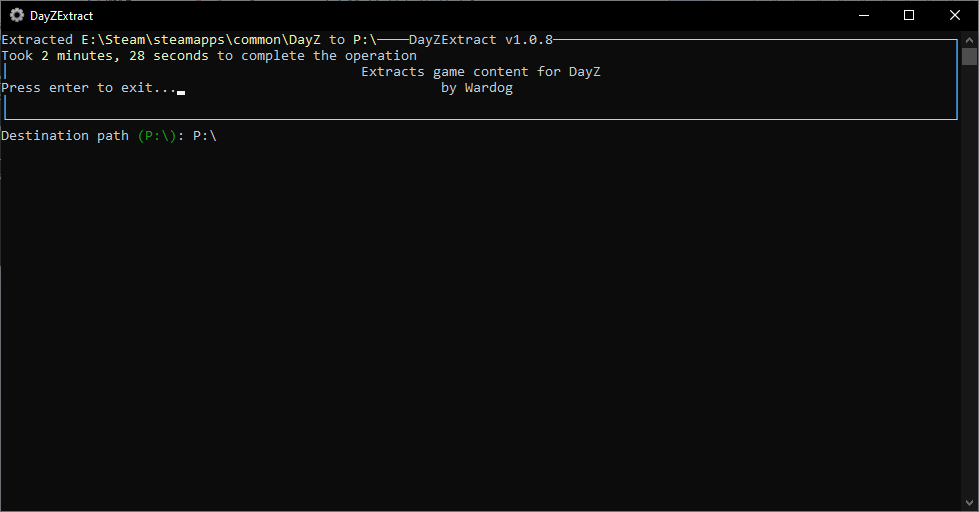 DayZExtract
Extracted E:\Steam\steamapps\common\DayZ to P:\ DayZExtract v1.0.8
Took 2 minutes, 28 seconds to complete the operation
Extracts game content for DayZ
Press enter to exit... by Wardog
Destination path (P:\): P:\